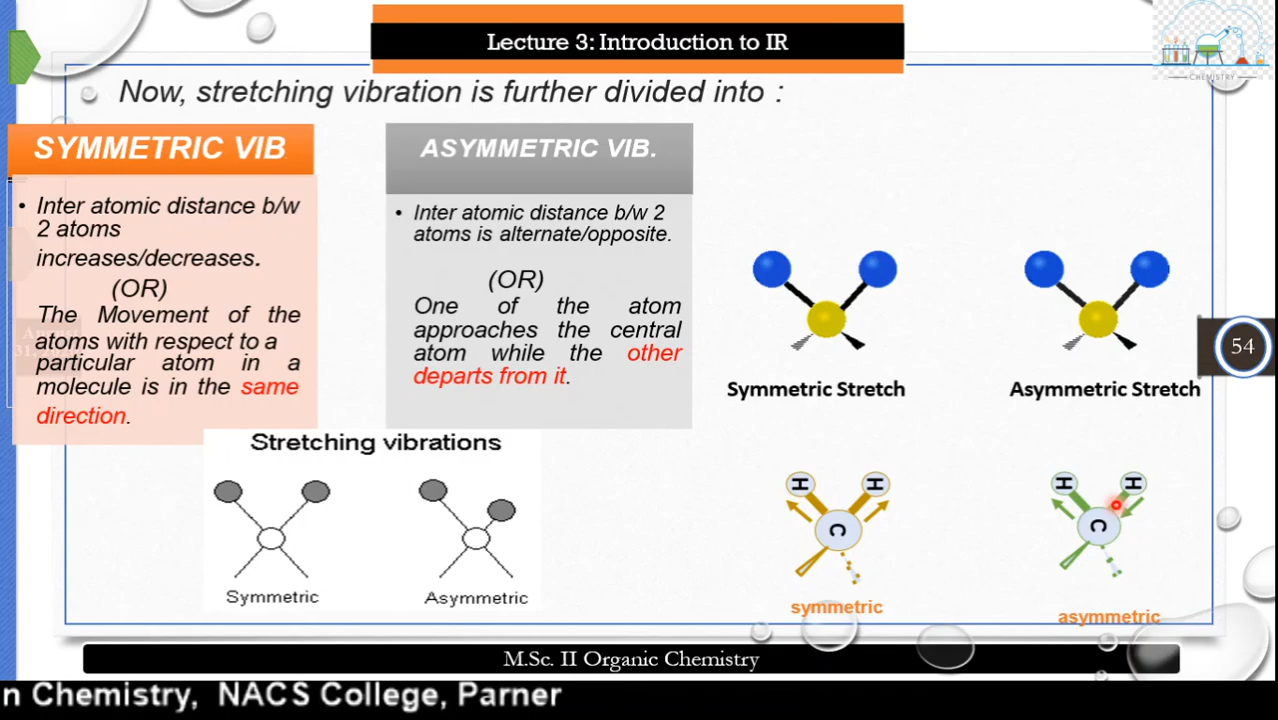 Lecture 3: Introduction to IR
CHEMISTRY
Now, stretching vibration is further divided into :
SYMMETRIC VIB
• Inter atomic distance b/w
2 atoms
increases/decreases.
(OR)
The Movement of the
atoms with respect to a
particular atom in a
molecule is in the same
direction.
ASYMMETRIC VIB.
• Inter atomic distance b/w 2
atoms is alternate/opposite.
(OR)
One of the atom
approaches the central
atom while the other
departs from it.
Symmetric Stretch
Asymmetric Stretch
54
Stretching vibrations
Symmetric
Asymmetric
H H
C
symmetric
H H
C
asymmetric
M.Sc. II Organic Chemistry
n Chemistry, NACS College, Parner